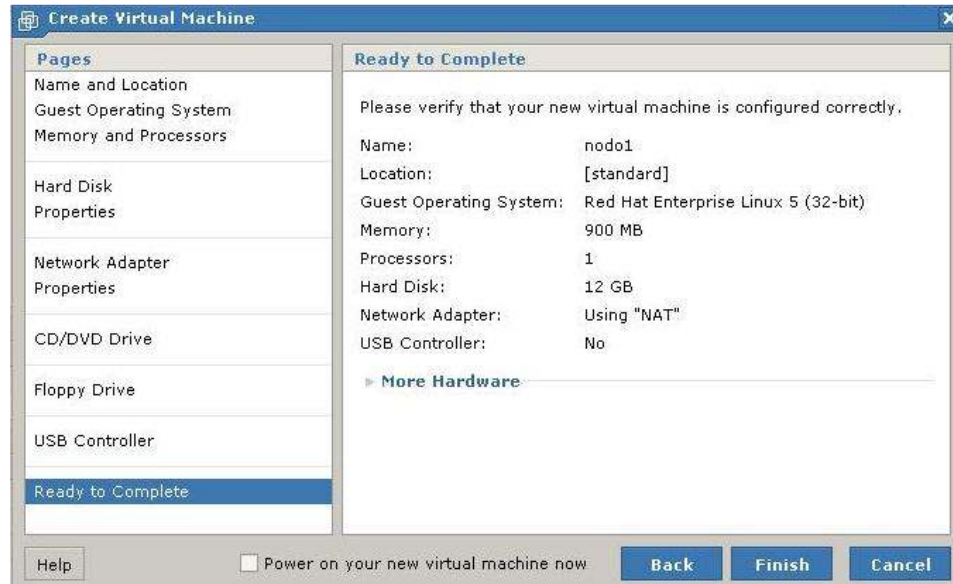 Create Virtual Machine
Pages
Name and Location
Guest Operating System
Memory and Processors
Hard Disk
Properties
Network Adapter
Properties
CD/DVD Drive
Floppy Drive
USB Controller
Ready to Complete
Ready to Complete
Please verify that your new virtual machine is configured correctly.
Name: nodo1
Location: [standard]
Guest Operating System: Red Hat Enterprise Linux 5 (32-bit)
Memory: 900 MB
Processors: 1
Hard Disk: 12 GB
Network Adapter: Using "NAT"
USB Controller: No
More Hardware
Help Power on your new virtual machine now Back Finish Cancel